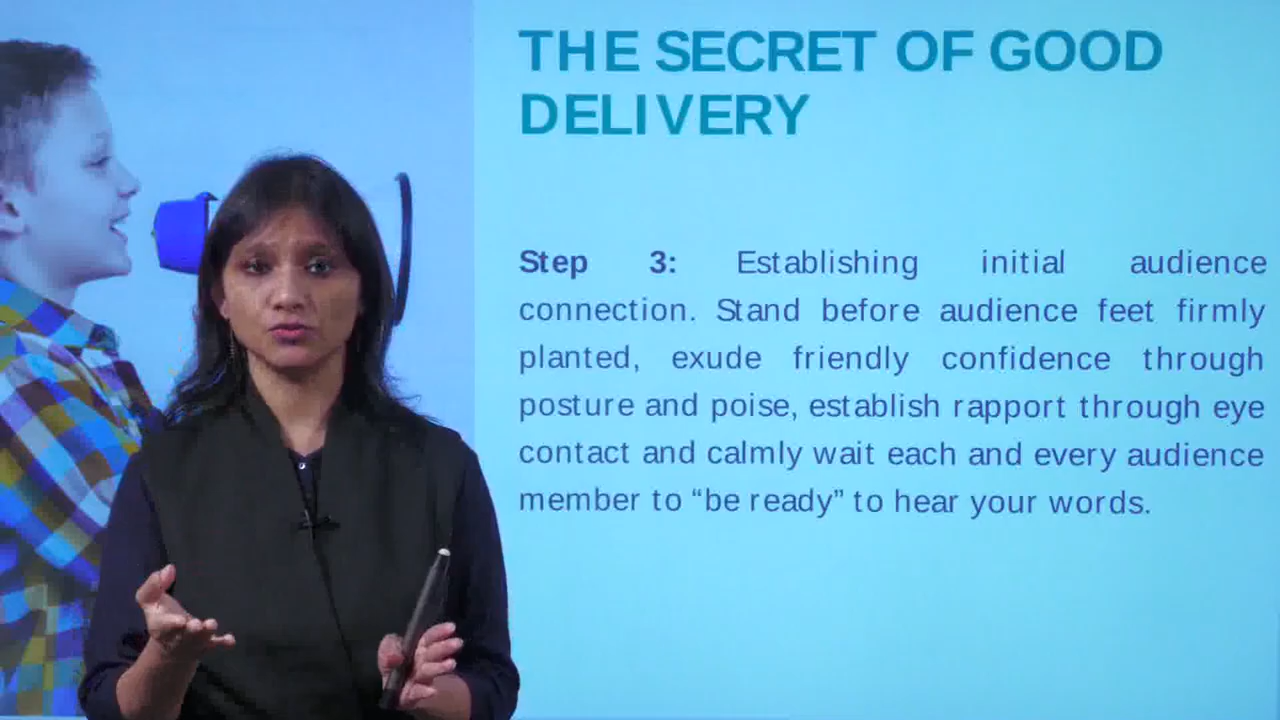 THE SECRET OF GOOD
DELIVERY
Step 3: Establishing initial audience
connection. Stand before audience feet firmly
planted, exude friendly confidence through
posture and poise, establish rapport through eye
contact and calmly wait each and every audience
member to “be ready” to hear your words.